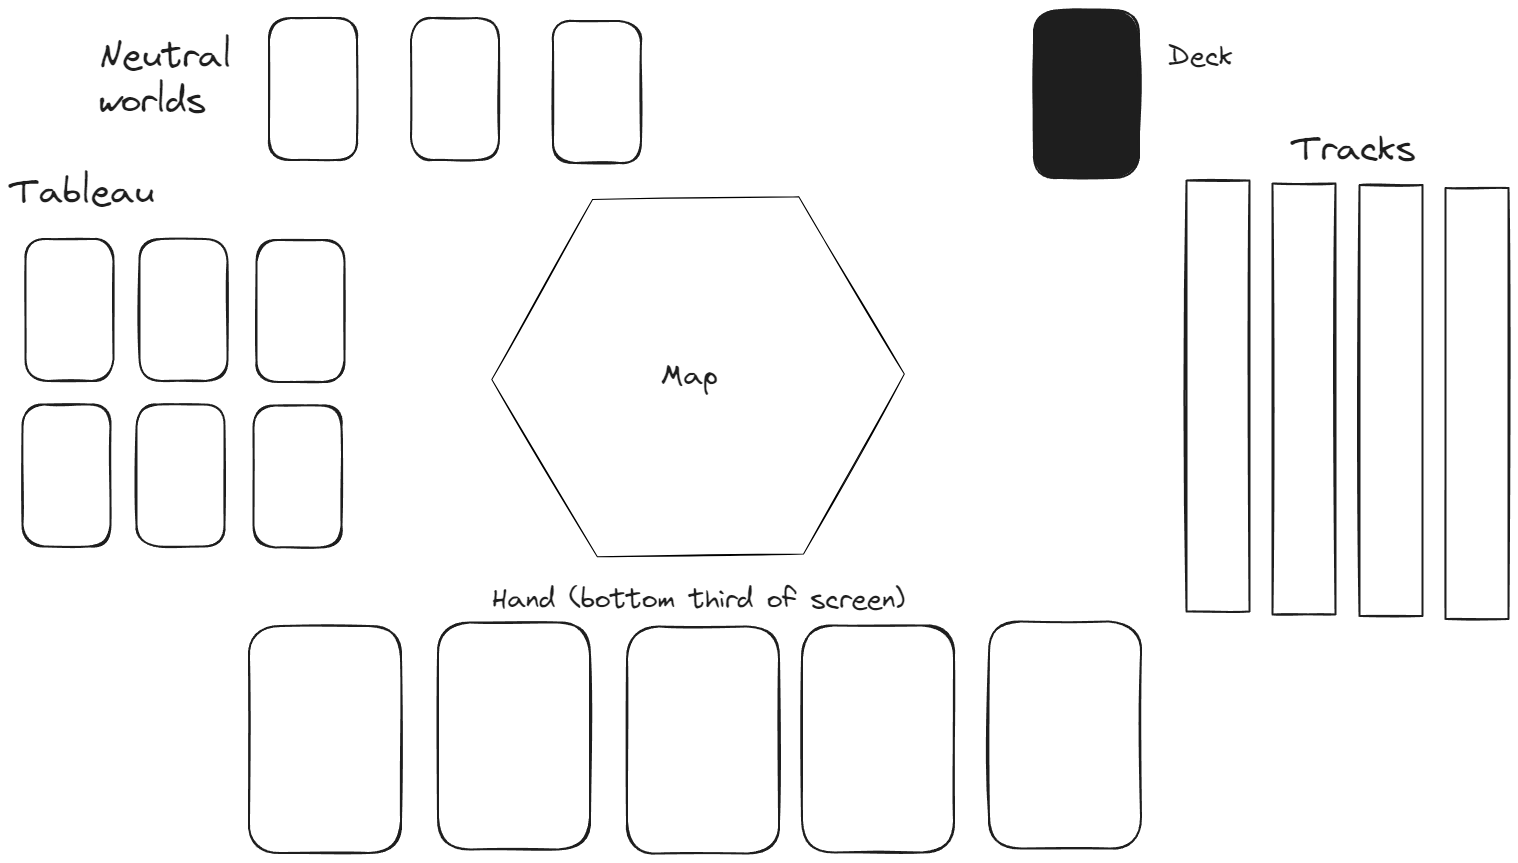 Neutral
worlds
Deck
Tracks
Tableau
Map
Hand (bottom third of screen)